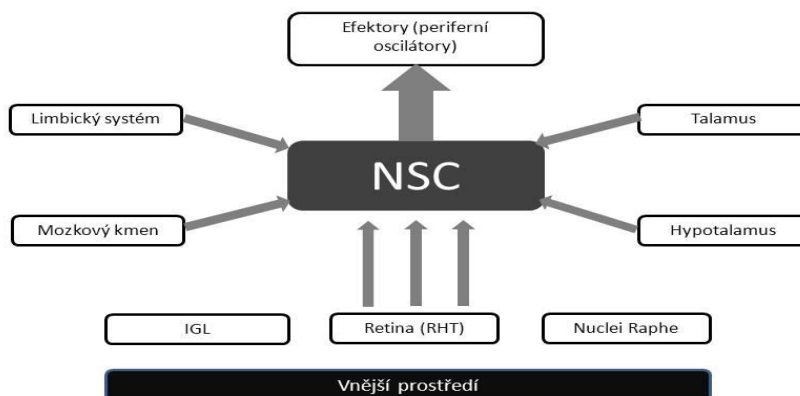 Efektory (periferní
oscilátory)
Limbický systém
Talamus
NSC
Mozkový kmen
Hypotalamus
IGL
Retina (RHT)
Nuclei Raphe
Vnější prostředí